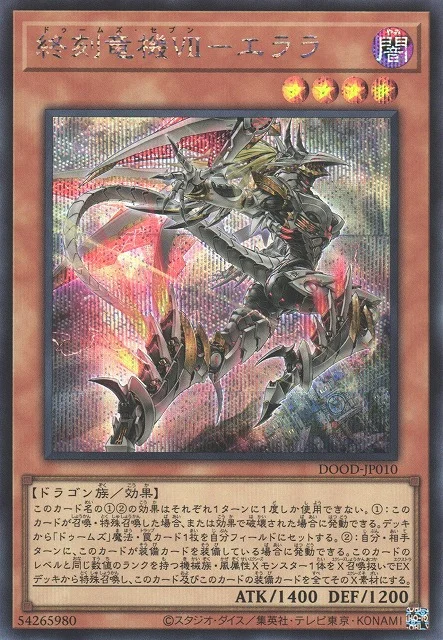 ドゥームズ・セブン
終刻竜機Ⅶ－エララ
闇
DOOD-JP010
【ドラゴン族／効果】
このカード名の①②の効果はそれぞれ１ターンに１度しか使用できない。①：こ
のカードが召喚・特殊召喚した場合、または効果で破壊された場合に発動できる。デッキ
から「ドゥームズ」魔法・罠カード１枚を自分フィールドにセットする。②：自分・相手
ターンに、このカードが装備カードを装備している場合に発動できる。このカードの
レベルと同じ数値のランクを持つ機械族・風属性Ｘモンスター１体をＸ召喚扱いでEX
デッキから特殊召喚し、このカード及びこのカードの装備カードを全てそのＸ素材にする。
ATK/1400 DEF/1200
54265980
©スタジオ・ダイス／集英社・テレビ東京・KONAMI